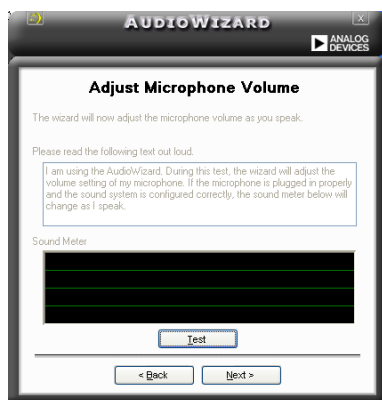 AUDIOWIZARD
X
ANALOG
DEVICES
Adjust Microphone Volume
The wizard will now adjust the microphone volume as you speak.
Please read the following text out loud.
I am using the AudioWizard. During this test, the wizard will adjust the
volume setting of my microphone. If the microphone is plugged in properly
and the sound system is configured correctly, the sound meter below will
change as I speak.
Sound Meter
Test
< Back
Next >